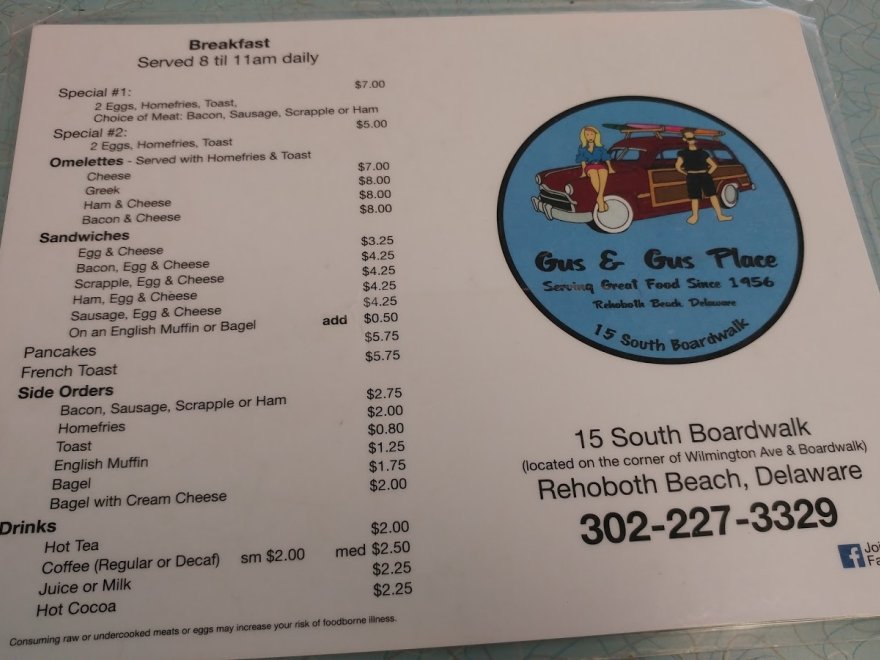 Breakfast
Served 8 til 11am daily
Special #1: $7.00
2 Eggs, Homefries, Toast,
Choice of Meat: Bacon, Sausage, Scrapple or Ham
Special #2: $5.00
2 Eggs, Homefries, Toast
Omelettes - Served with Homefries & Toast
Cheese $7.00
Greek $8.00
Ham & Cheese $8.00
Bacon & Cheese $8.00
Sandwiches
Egg & Cheese $3.25
Bacon, Egg & Cheese $4.25
Scrapple, Egg & Cheese $4.25
Ham, Egg & Cheese $4.25
Sausage, Egg & Cheese $4.25
On an English Muffin or Bagel add $0.50
Pancakes $5.75
French Toast $5.75
Side Orders
Bacon, Sausage, Scrapple or Ham $2.75
Homefries $2.00
Toast $0.80
English Muffin $1.25
Bagel $1.75
Bagel with Cream Cheese $2.00
Drinks
Hot Tea $2.00
Coffee (Regular or Decaf) sm $2.00 med $2.50
Juice or Milk $2.25
Hot Cocoa $2.25
Consuming raw or undercooked meats or eggs may increase your risk of foodborne illness.
Gus & Gus Place
Serving Great Food Since 1956
Rehoboth Beach, Delaware
15 South Boardwalk
15 South Boardwalk
(located on the corner of Wilmington Ave & Boardwalk)
Rehoboth Beach, Delaware
302-227-3329
f